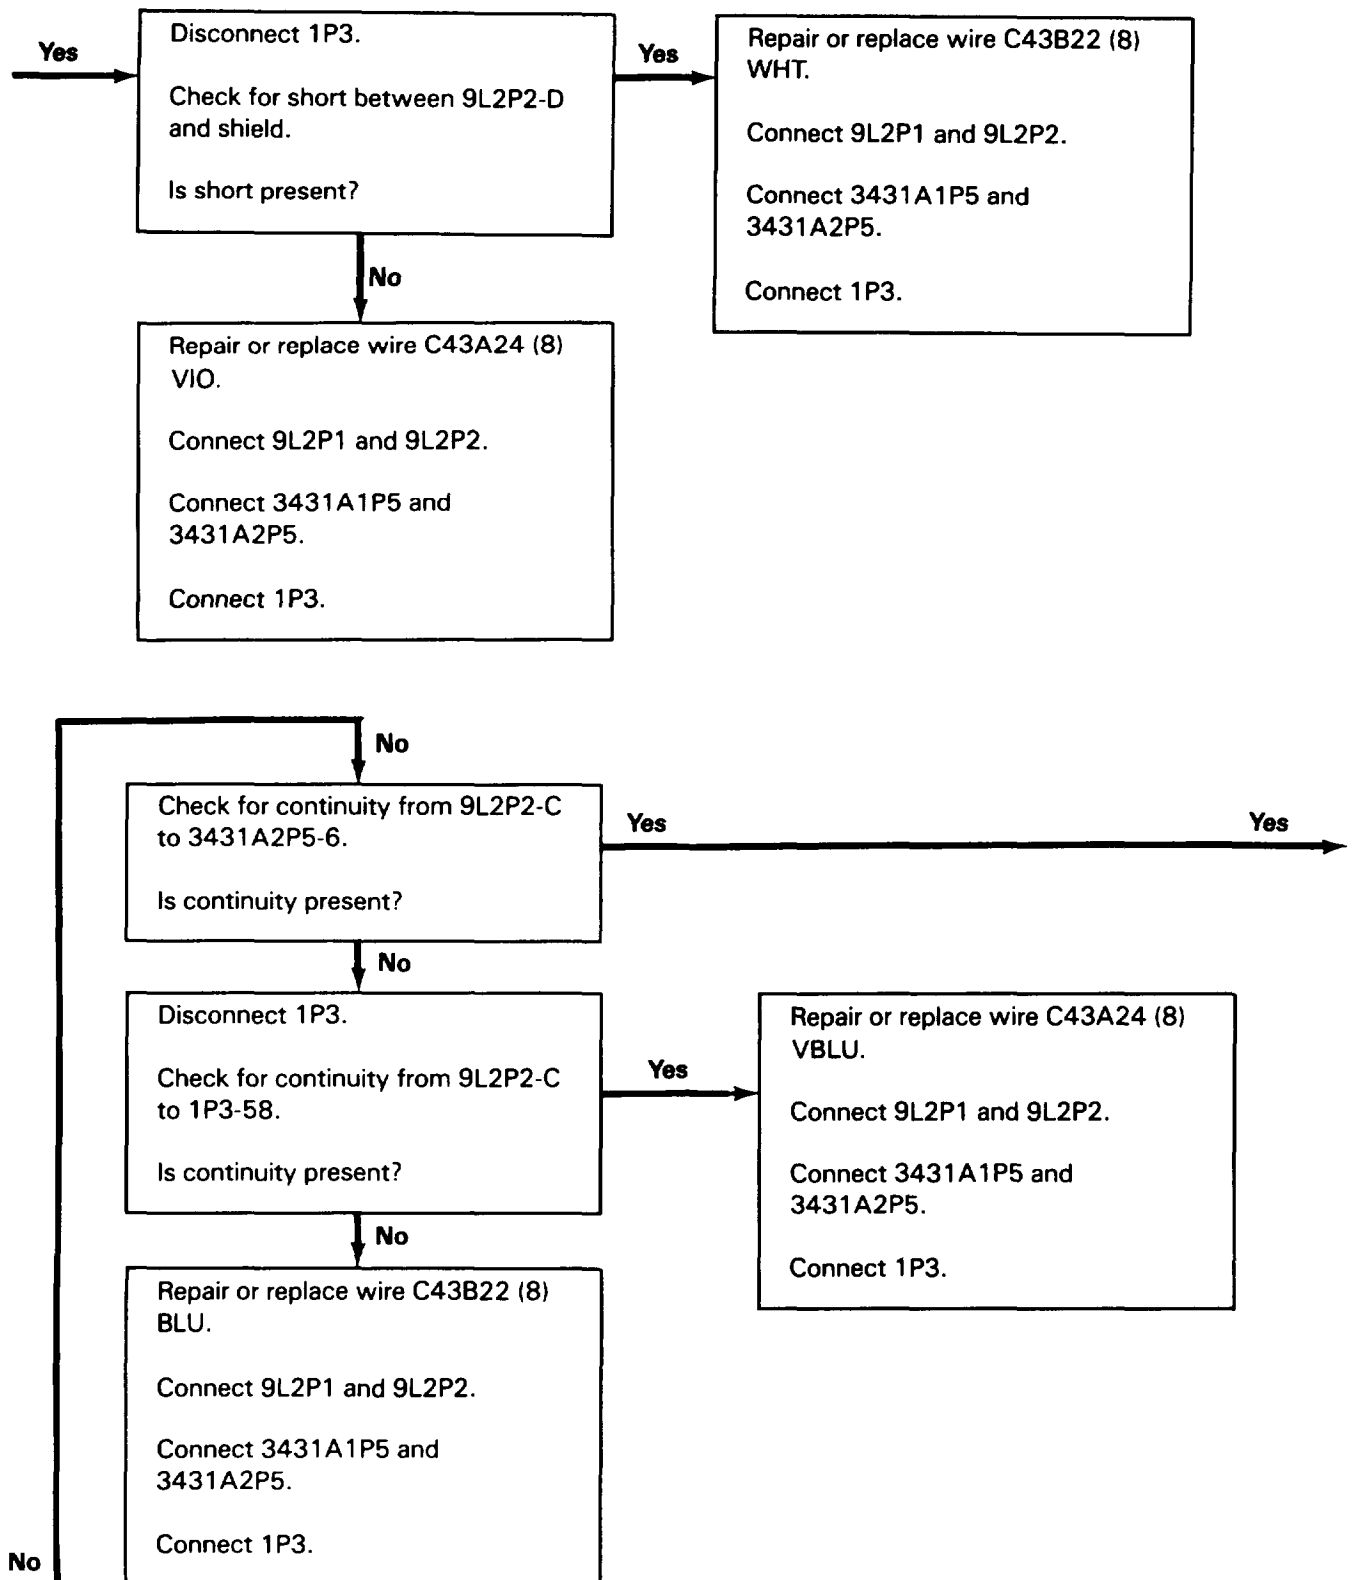 Yes
Disconnect 1P3.
Check for short between 9L2P2-D
and shield.
Is short present?
Yes
Repair or replace wire C43B22 (8)
WHT.
Connect 9L2P1 and 9L2P2.
Connect 3431A1P5 and
3431A2P5.
Connect 1P3.
No
Repair or replace wire C43A24 (8)
VIO.
Connect 9L2P1 and 9L2P2.
Connect 3431A1P5 and
3431A2P5.
Connect 1P3.
No
Check for continuity from 9L2P2-C
to 3431A2P5-6.
Is continuity present?
Yes
Yes
No
Disconnect 1P3.
Check for continuity from 9L2P2-C
to 1P3-58.
Is continuity present?
Yes
Repair or replace wire C43A24 (8)
VBLU.
Connect 9L2P1 and 9L2P2.
Connect 3431A1P5 and
3431A2P5.
Connect 1P3.
No
Repair or replace wire C43B22 (8)
BLU.
Connect 9L2P1 and 9L2P2.
Connect 3431A1P5 and
3431A2P5.
Connect 1P3.
No